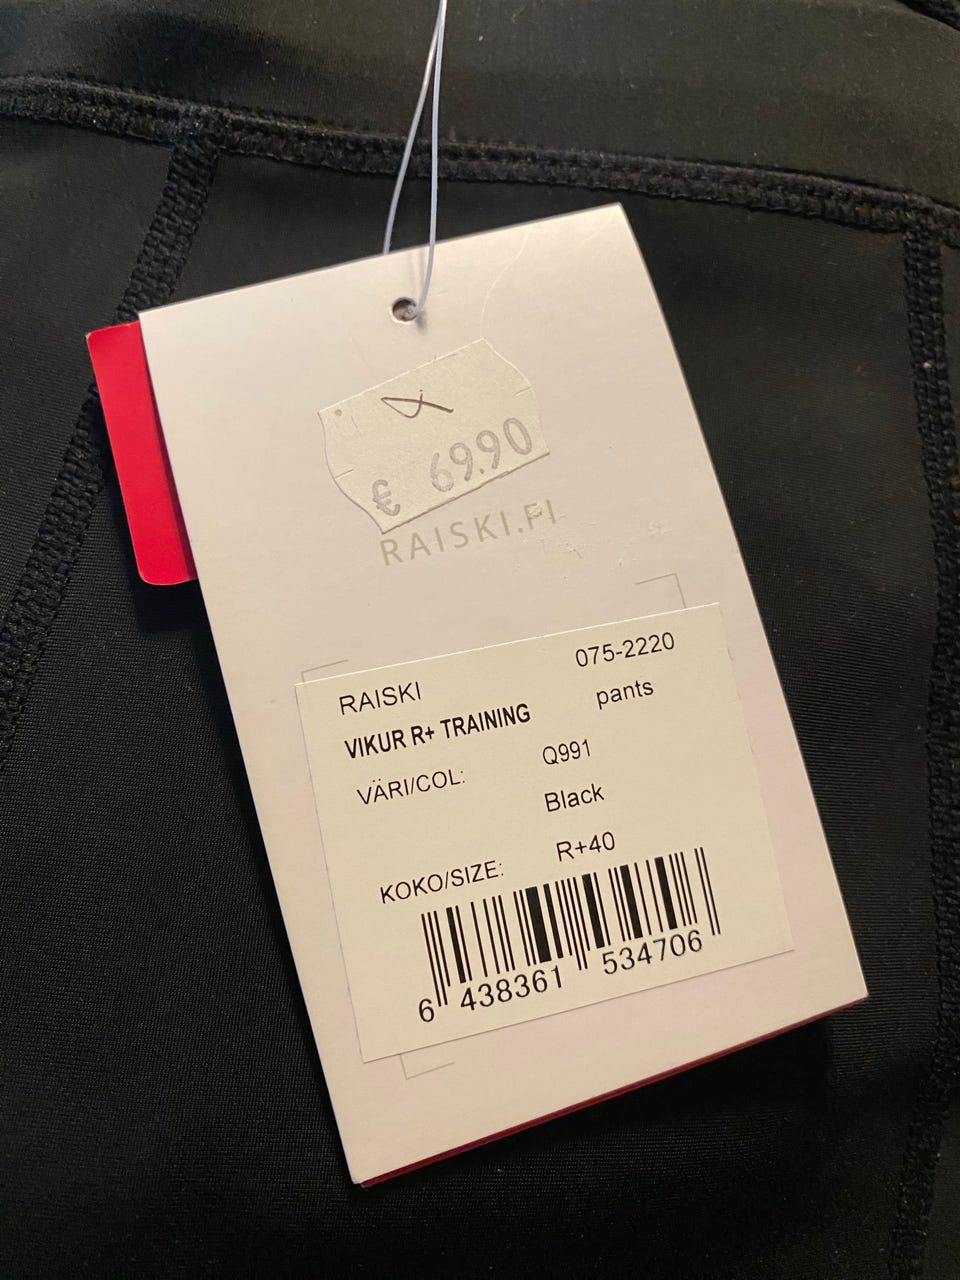 € 69.90
RAISKI.FI
RAISKI 075-2220
VIKUR R+ TRAINING pants
VÄRI/COL: Q991
Black
KOKO/SIZE: R+40
6 438361 534706